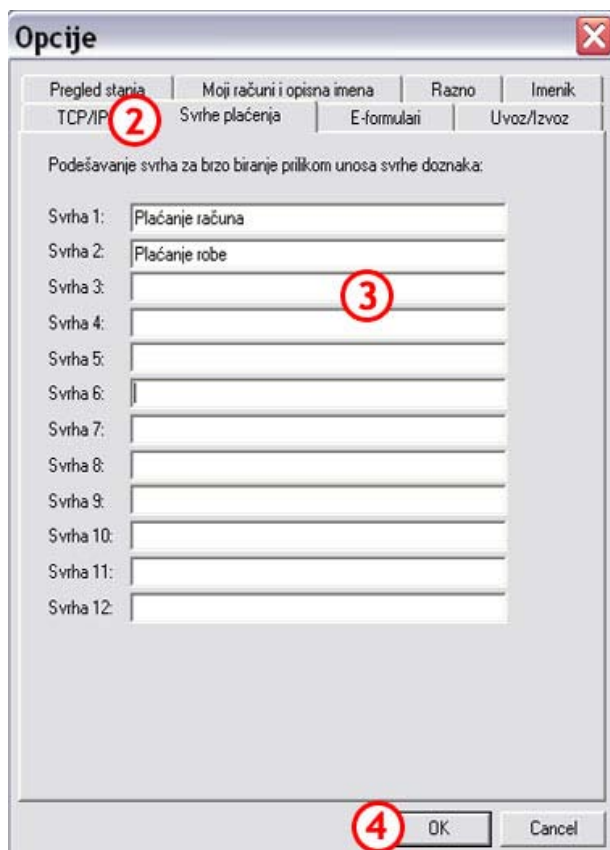 Opcije
Pregled stanja Moji računi i opisna imena Razno Imenik
TCP/IP 2 Svrhe plaćenja E-formulari Uvoz/Izvoz
Podešavanje svrha za brzo biranje prilikom unosa svrhe doznaka:
Svrha 1: Plaćanje računa
Svrha 2: Plaćanje robe
Svrha 3: 3
Svrha 4:
Svrha 5:
Svrha 6:
Svrha 7:
Svrha 8:
Svrha 9:
Svrha 10:
Svrha 11:
Svrha 12:
4 OK Cancel